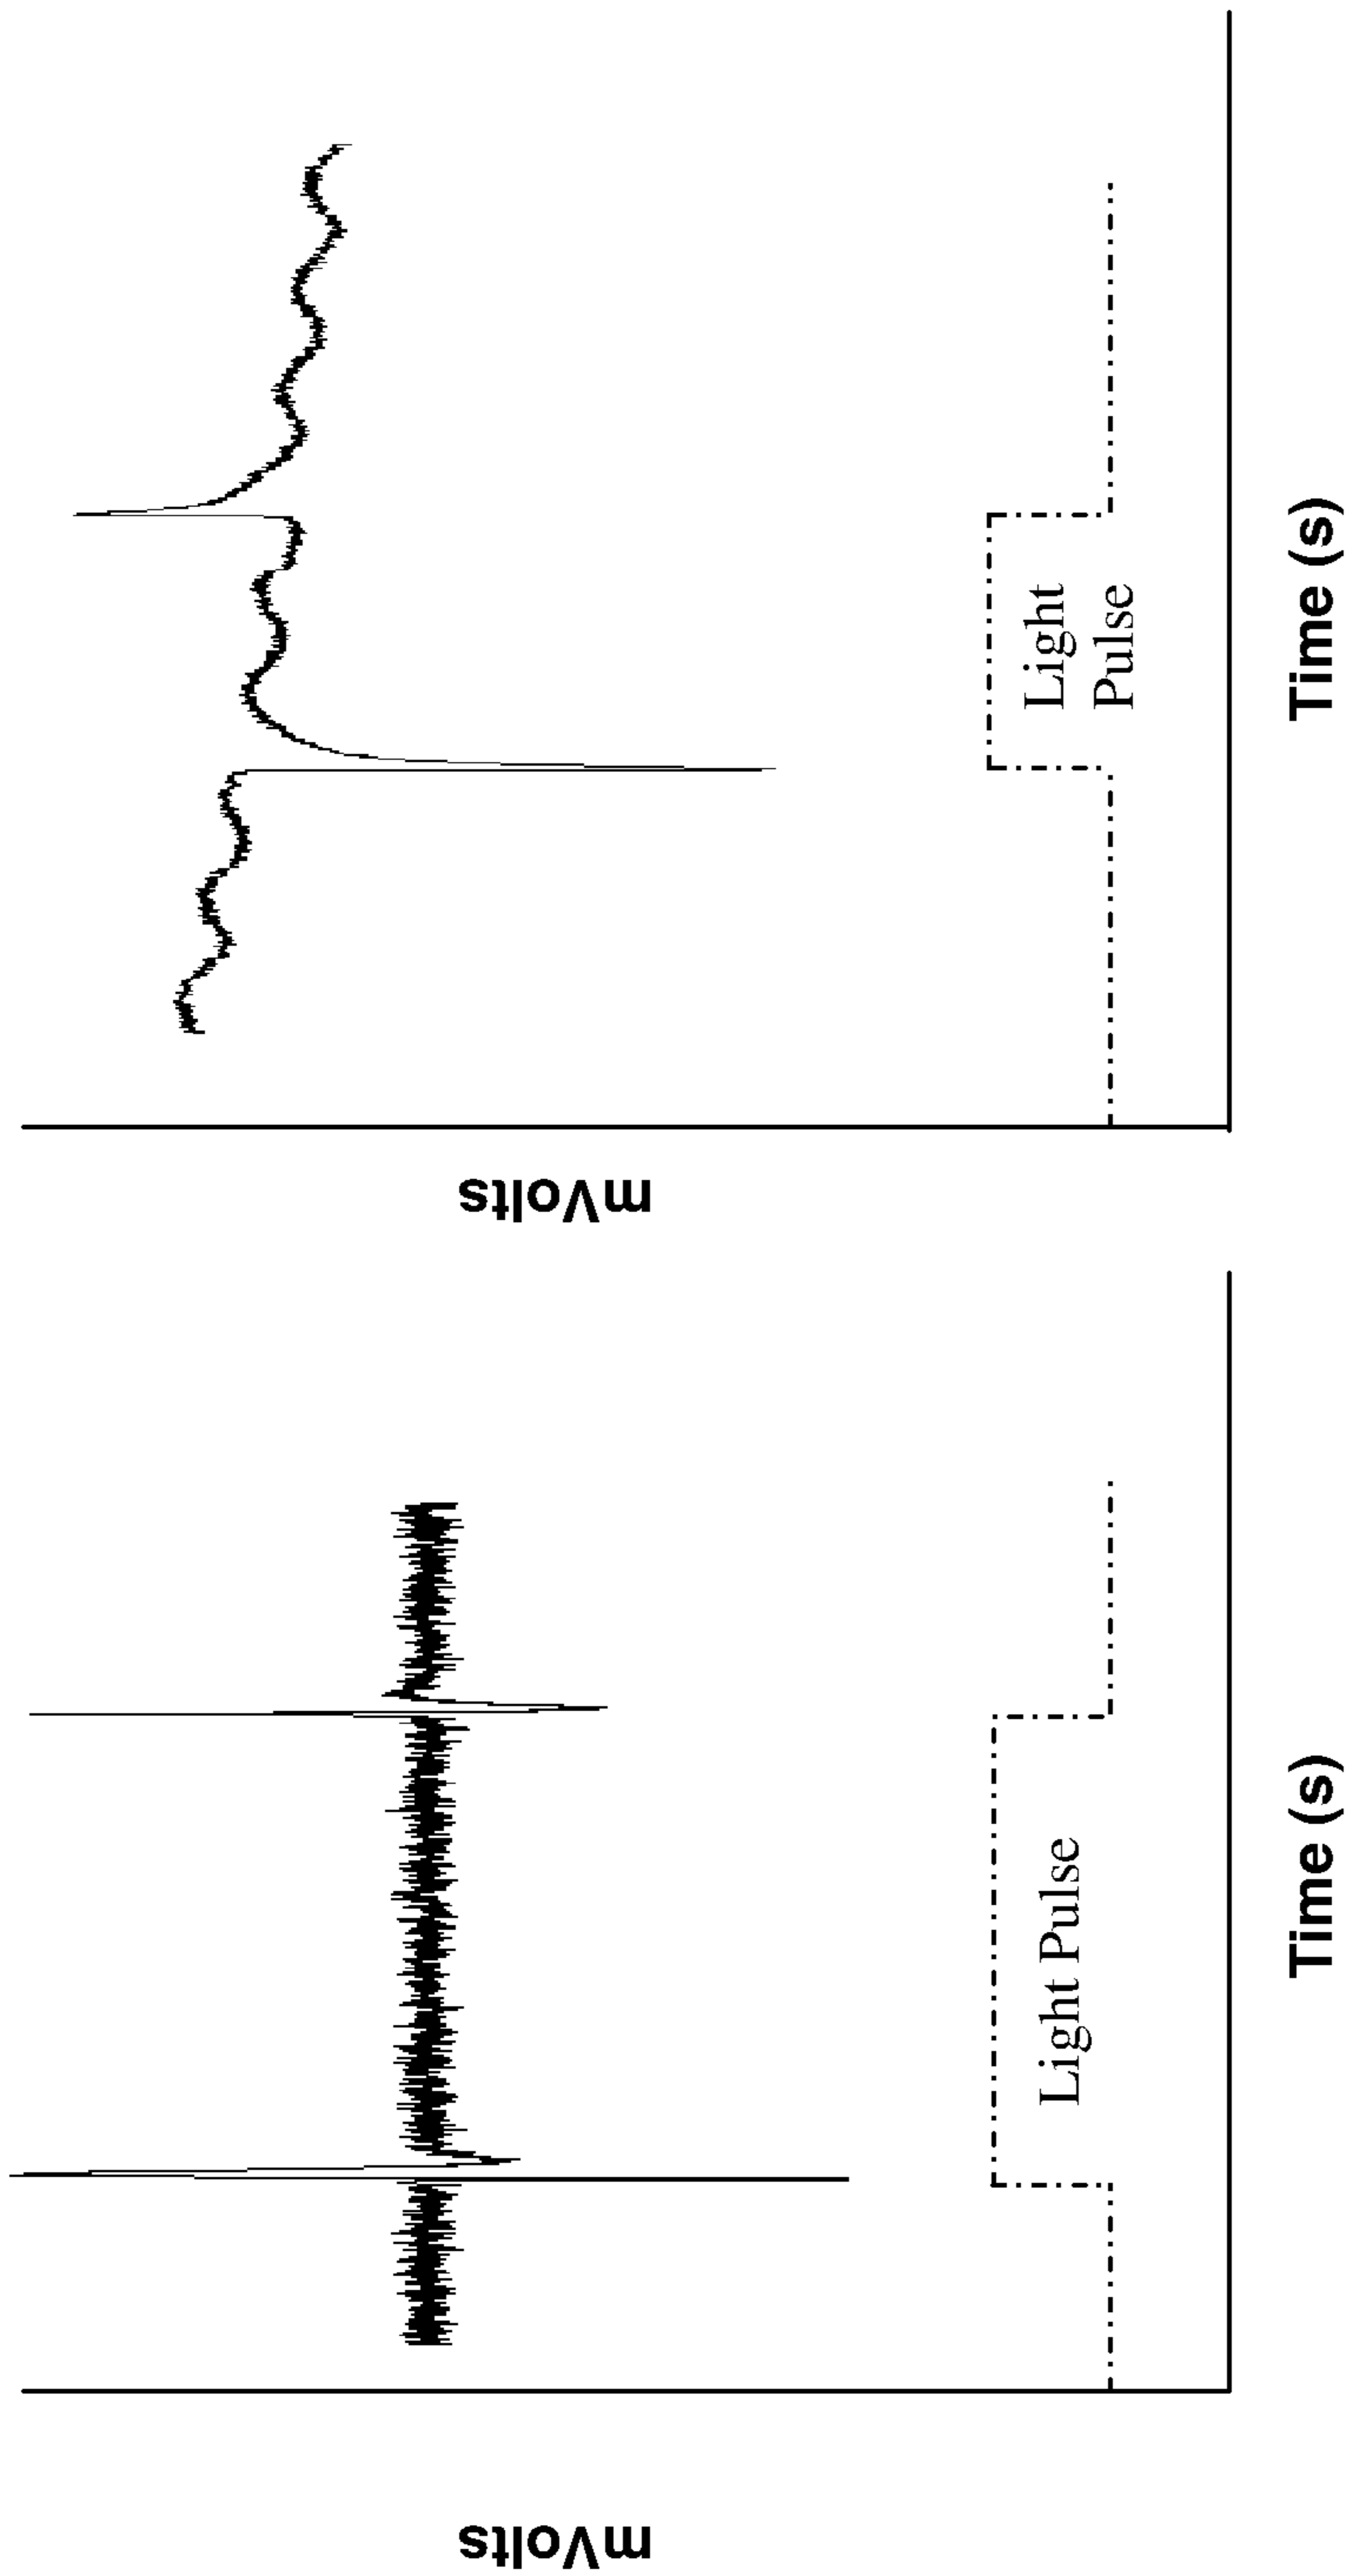 mVolts
Light Pulse
Time (s)
mVolts
Light
Pulse
Time (s)